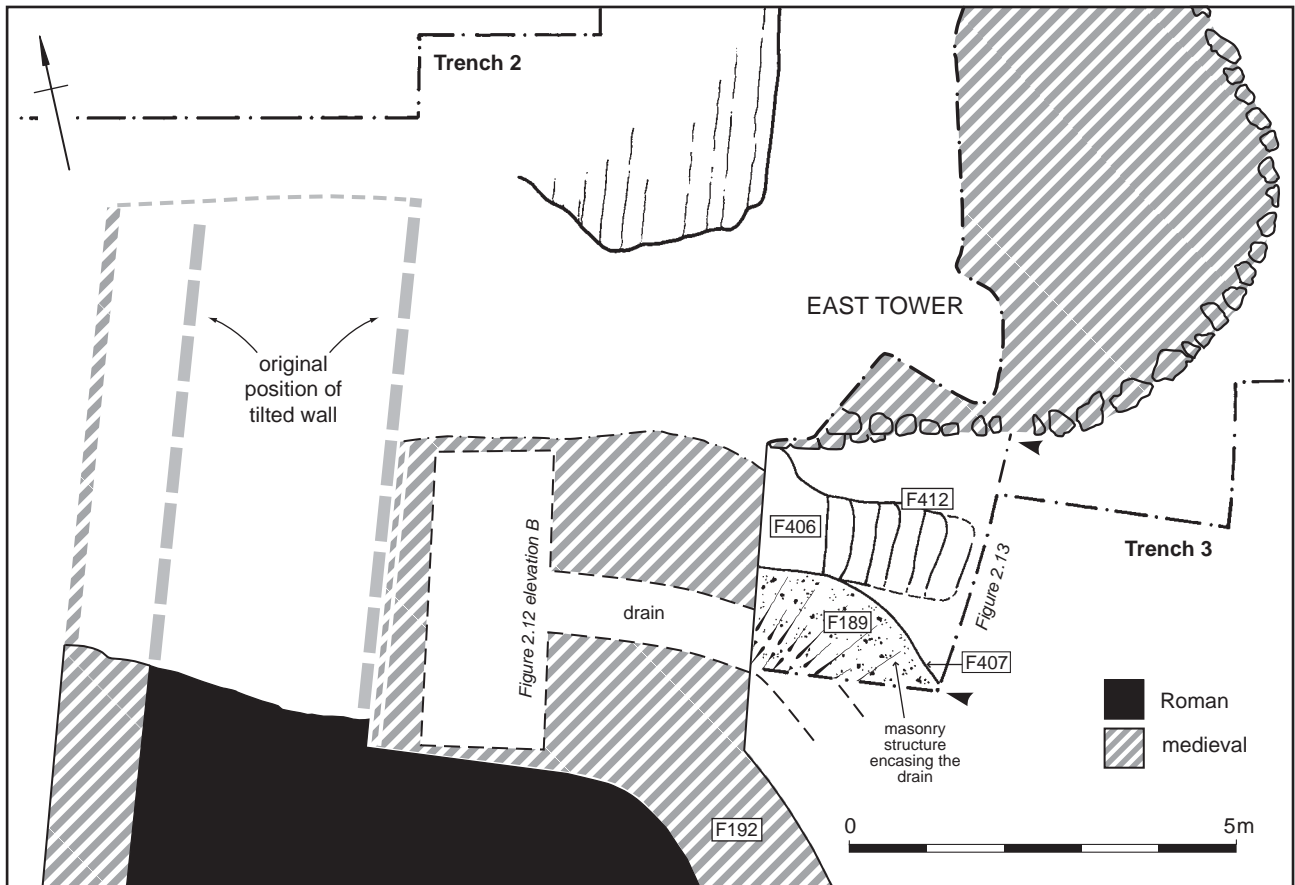 Trench 2
EAST TOWER
original
position of
tilted wall
F412
F406
Figure 2.12 elevation B
Figure 2.13
Trench 3
drain
F189
F407
masonry
structure
encasing the
drain
Roman
medieval
F192
0
5m